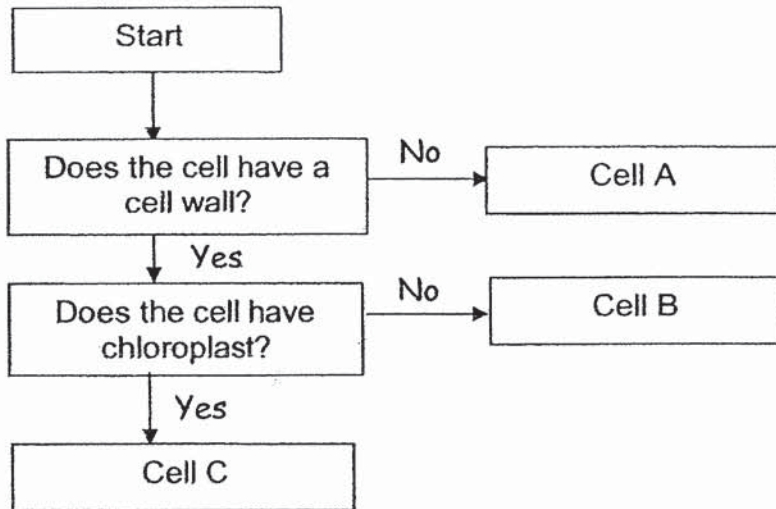 Start
Does the cell have a
cell wall?
No
Cell A
Yes
Does the cell have
chloroplast?
No
Cell B
Yes
Cell C